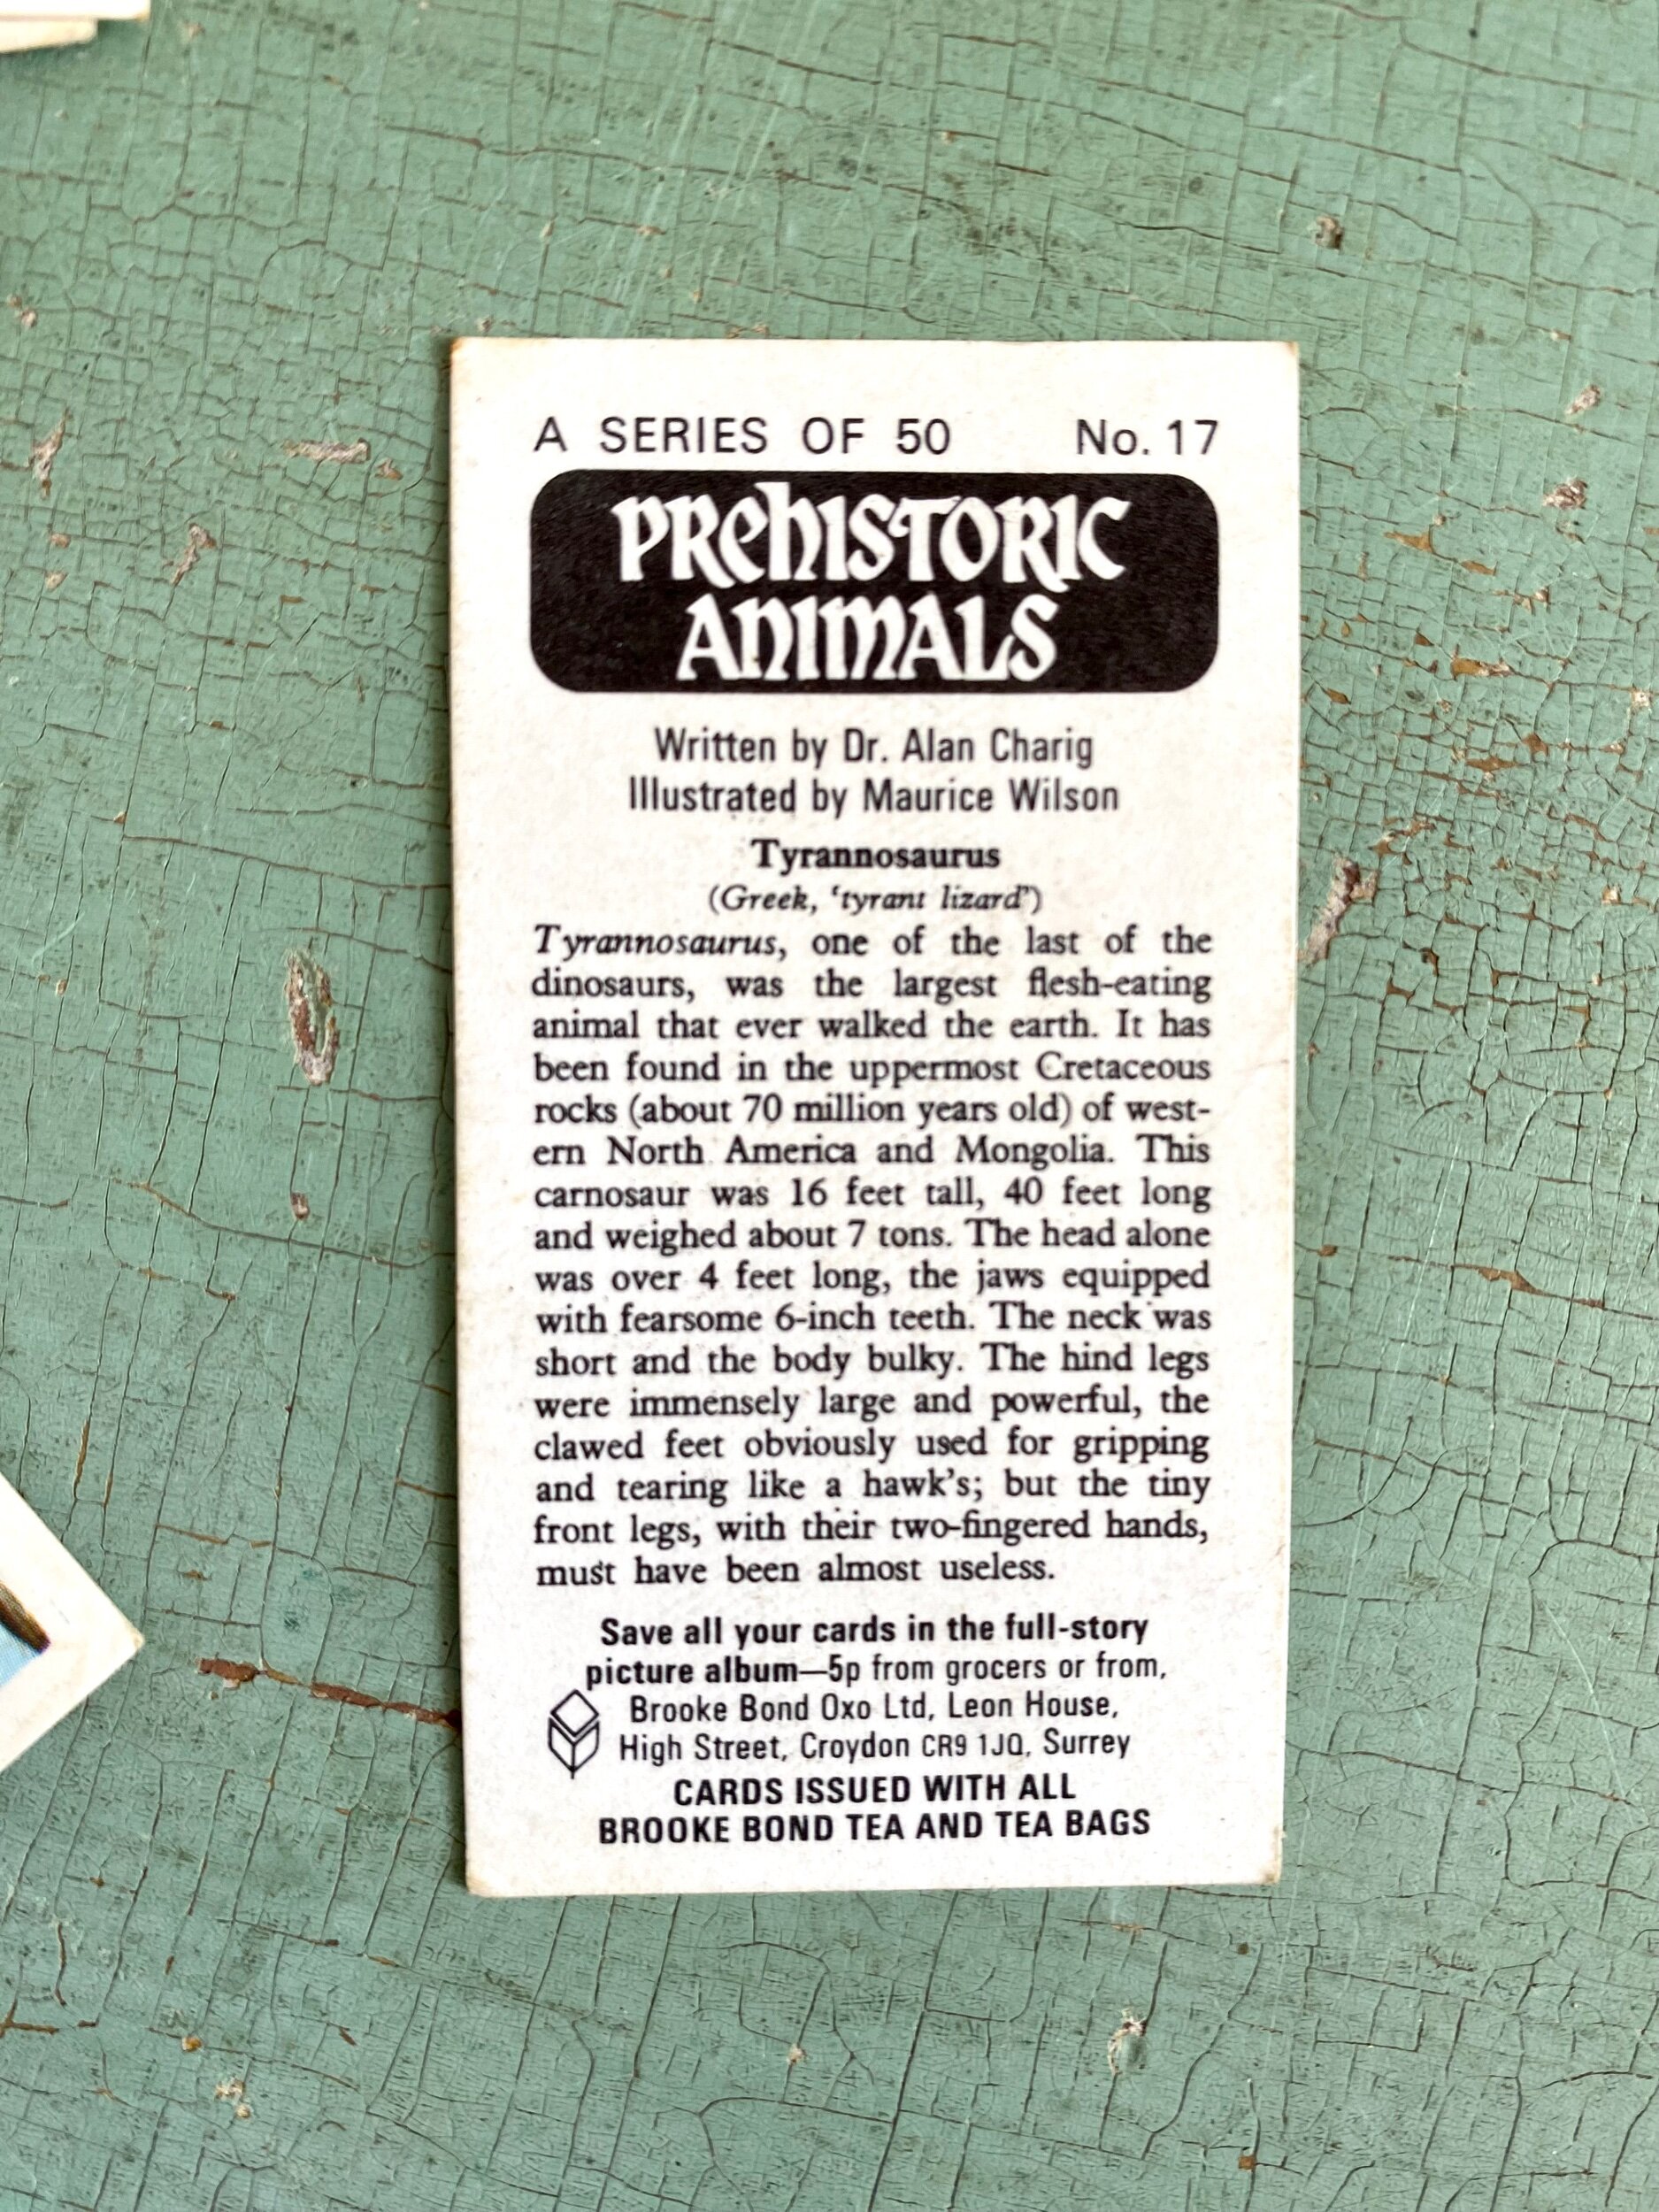 A SERIES OF 50 No. 17
PREHISTORIC
ANIMALS
Written by Dr. Alan Charig
Illustrated by Maurice Wilson
Tyrannosaurus
(Greek, ‘tyrant lizard’)
Tyrannosaurus, one of the last of the
dinosaurs, was the largest flesh-eating
animal that ever walked the earth. It has
been found in the uppermost Cretaceous
rocks (about 70 million years old) of west-
ern North America and Mongolia. This
carnosaur was 16 feet tall, 40 feet long
and weighed about 7 tons. The head alone
was over 4 feet long, the jaws equipped
with fearsome 6-inch teeth. The neck was
short and the body bulky. The hind legs
were immensely large and powerful, the
clawed feet obviously used for gripping
and tearing like a hawk’s; but the tiny
front legs, with their two-fingered hands,
must have been almost useless.
Save all your cards in the full-story
picture album—5p from grocers or from,
Brooke Bond Oxo Ltd, Leon House,
High Street, Croydon CR9 1JQ, Surrey
CARDS ISSUED WITH ALL
BROOKE BOND TEA AND TEA BAGS